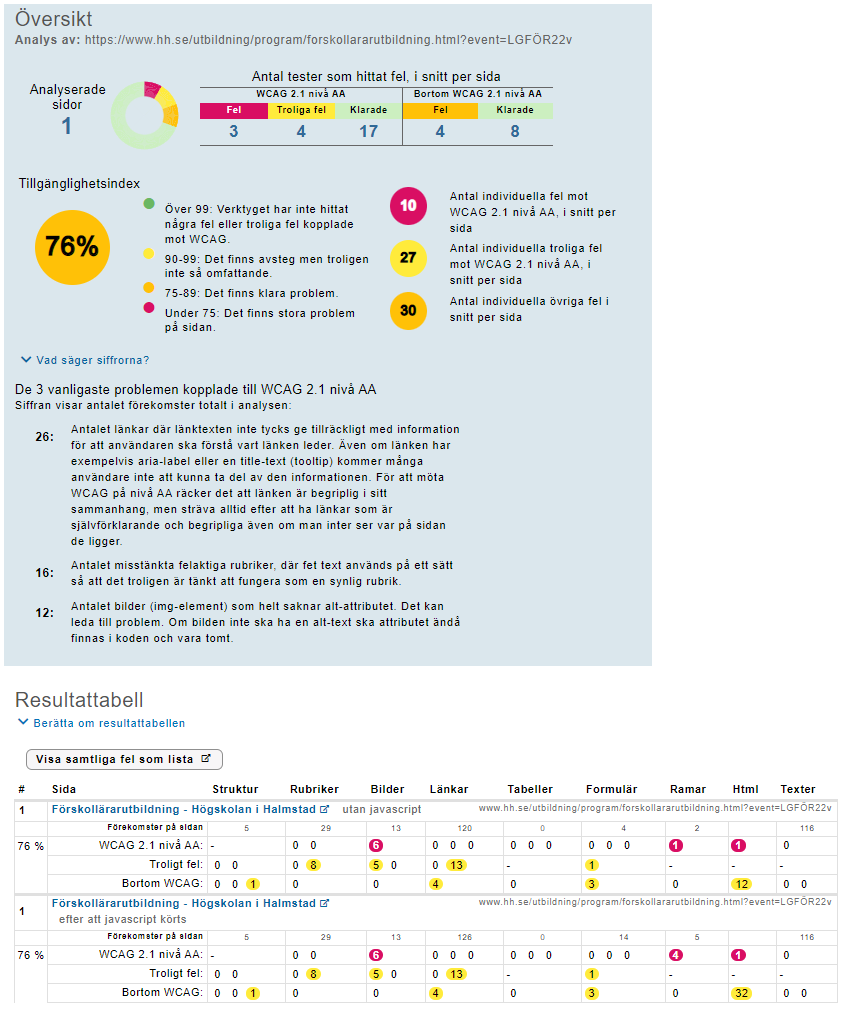 Översikt
Analys av: https://www.hh.se/utbildning/program/forskollararutbildning.html?event=LGFÖR22v
Analyserade sidor
1
Antal tester som hittat fel, i snitt per sida
WCAG 2.1 nivå AA Bortom WCAG 2.1 nivå AA
Fel Troliga fel Klarade Fel Klarade
3 4 17 4 8
Tillgänglighetsindex
76%
Över 99: Verktyget har inte hittat
några fel eller troliga fel kopplade
mot WCAG.
90-99: Det finns avsteg men troligen
inte så omfattande.
75-89: Det finns klara problem.
Under 75: Det finns stora problem
på sidan.
10
Antal individuella fel mot
WCAG 2.1 nivå AA, i snitt per
sida
27
Antal individuella troliga fel
mot WCAG 2.1 nivå AA, i
snitt per sida
30
Antal individuella övriga fel i
snitt per sida
Vad säger siffrorna?
De 3 vanligaste problemen kopplade till WCAG 2.1 nivå AA
Siffran visar antalet förekomster totalt i analysen:
26: Antalet länkar där länktexten inte tycks ge tillräckligt med information
för att användaren ska förstå vart länken leder. Även om länken har
exempelvis aria-label eller en title-text (tooltip) kommer många
användare inte att kunna ta del av den informationen. För att möta
WCAG på nivå AA räcker det att länken är begriplig i sitt
sammanhang, men sträva alltid efter att ha länkar som är
självförklarande och begripliga även om man inter ser var på sidan
de ligger.
16: Antalet misstänkta felaktiga rubriker, där fet text används på ett sätt
så att det troligen är tänkt att fungera som en synlig rubrik.
12: Antalet bilder (img-element) som helt saknar alt-attributet. Det kan
leda till problem. Om bilden inte ska ha en alt-text ska attributet ändå
finnas i koden och vara tomt.
Resultattabell
Berätta om resultattabellen
Visa samtliga fel som lista
# Sida Struktur Rubriker Bilder Länkar Tabeller Formulär Ramar Html Texter
1 Förskollärarutbildning - Högskolan i Halmstad utan javascript www.hh.se/utbildning/program/forskollararutbildning.html?event=LGFÖR22v
Förekomster på sidan 5 29 13 120 0 4 2 116
76 % WCAG 2.1 nivå AA: - 0 0 6 0 0 0 0 0 0 0 0 0 1 1 0
Troligt fel: 0 0 0 8 5 0 0 13 - 1 - - -
Bortom WCAG: 0 0 1 0 0 4 0 3 0 12 0 0
1 Förskollärarutbildning - Högskolan i Halmstad www.hh.se/utbildning/program/forskollararutbildning.html?event=LGFÖR22v
efter att javascript körts
Förekomster på sidan 5 29 13 126 0 14 5 116
76 % WCAG 2.1 nivå AA: - 0 0 6 0 0 0 0 0 0 0 0 0 4 1 0
Troligt fel: 0 0 0 8 5 0 0 13 - 1 - - -
Bortom WCAG: 0 0 1 0 0 4 0 3 0 32 0 0